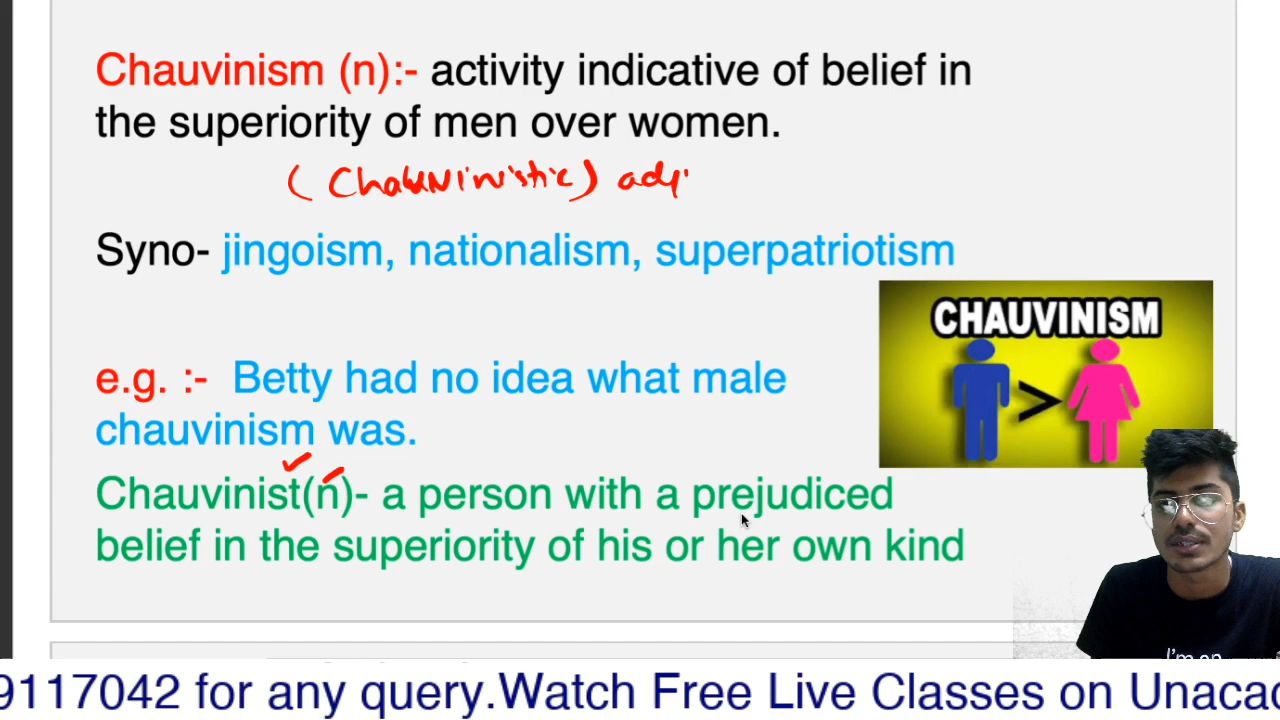 Chauvinism (n):- activity indicative of belief in
the superiority of men over women.
(Chauvinistic) adj.
Syno- jingoism, nationalism, superpatriotism
CHAUVINISM
>
e.g. :- Betty had no idea what male
chauvinism was.
Chauvinist(n)- a person with a prejudiced
belief in the superiority of his or her own kind
I'm on
9117042 for any query.Watch Free Live Classes on Unacad